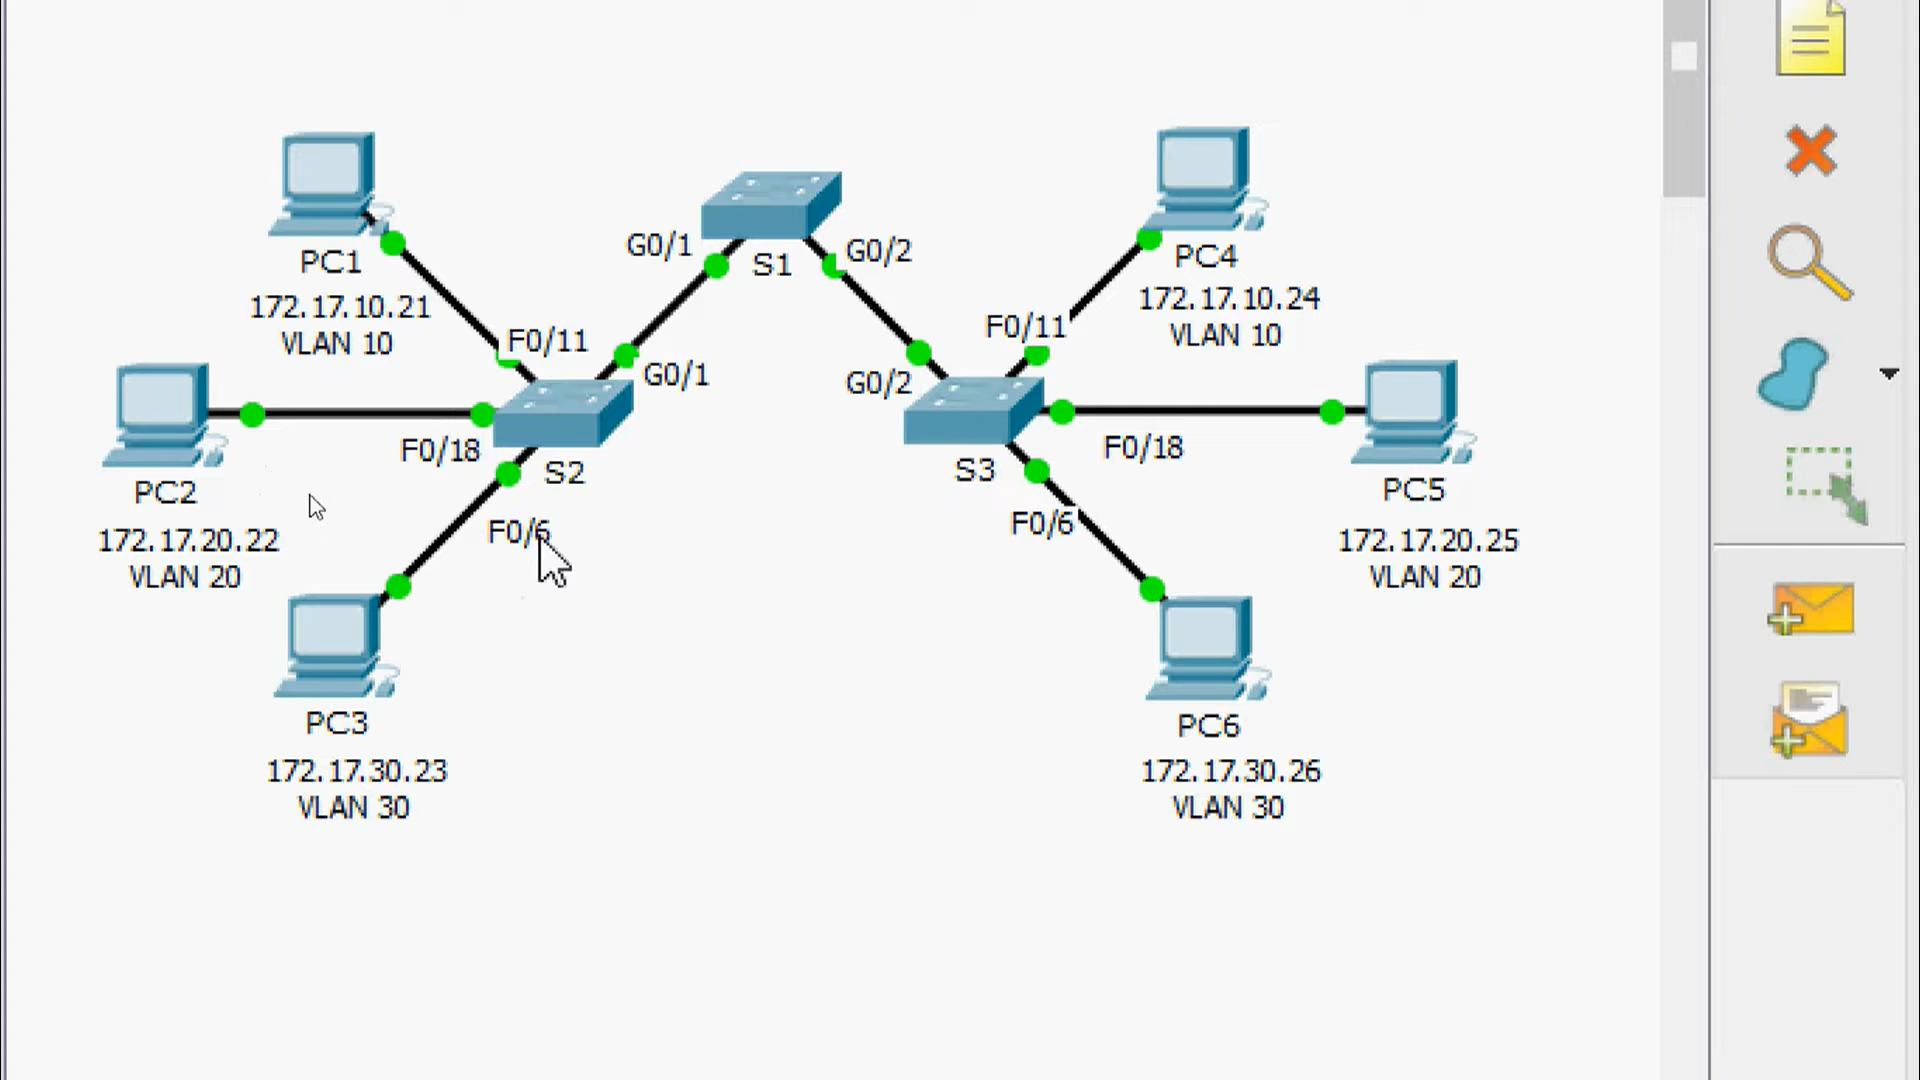 PC1
172.17.10.21
VLAN 10
PC2
172.17.20.22
VLAN 20
PC3
172.17.30.23
VLAN 30
F0/11
F0/18
F0/6
S2
G0/1
G0/1
S1
G0/2
G0/2
S3
F0/11
F0/18
F0/6
PC4
172.17.10.24
VLAN 10
PC5
172.17.20.25
VLAN 20
PC6
172.17.30.26
VLAN 30